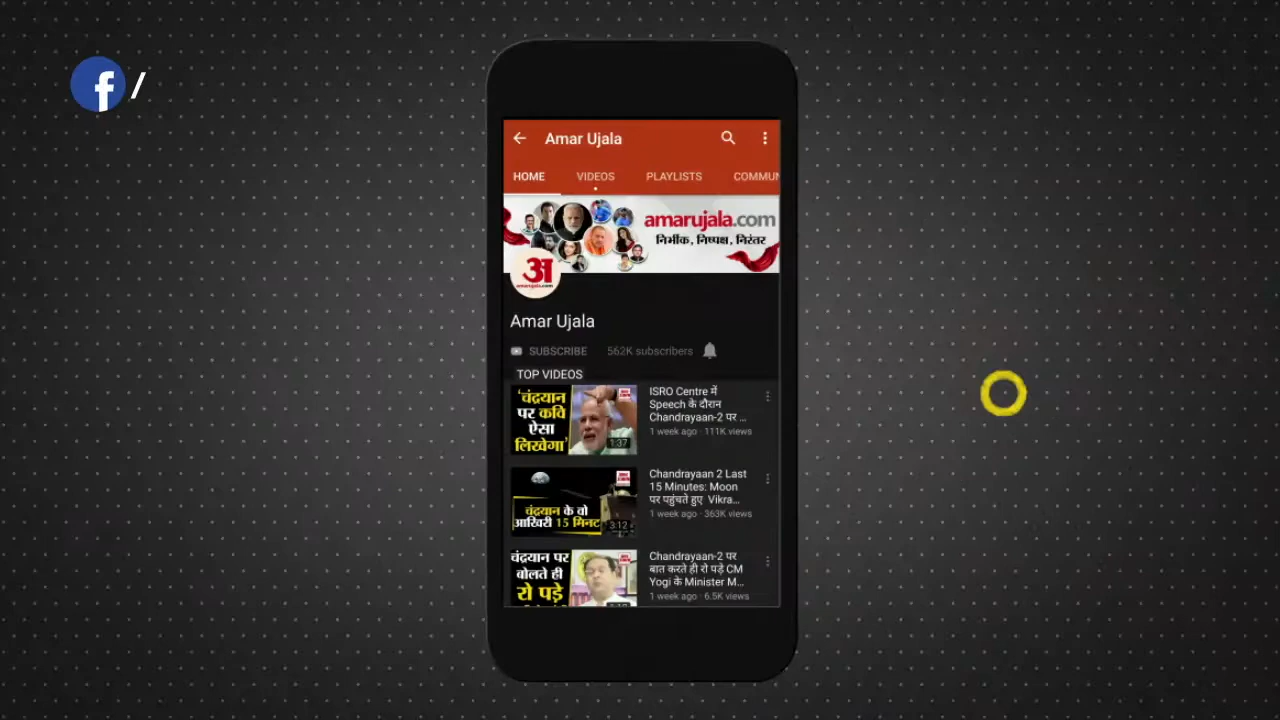 f/
Amar Ujala
HOME VIDEOS PLAYLISTS COMMUN
amarujala.com
निर्भीक, निष्पक्ष, निरंतर
अ
amarujala.com
Amar Ujala
SUBSCRIBE 562K subscribers
TOP VIDEOS
'चंद्रयान
पर कवि
ऐसा
लिखेगा'
1:37
ISRO Centre में
Speech के दौरान
Chandrayaan-2 पर ...
1 week ago · 111K views
चंद्रयान के वो
आखिरी 15 मिनट
3:12
Chandrayaan 2 Last
15 Minutes: Moon
पर पहुंचते हुए Vikra...
1 week ago · 363K views
चंद्रयान पर
बोलते ही
रो पड़े
Chandrayaan-2 पर
बात करते ही रो पड़े CM
Yogi के Minister M...
1 week ago · 6.5K views